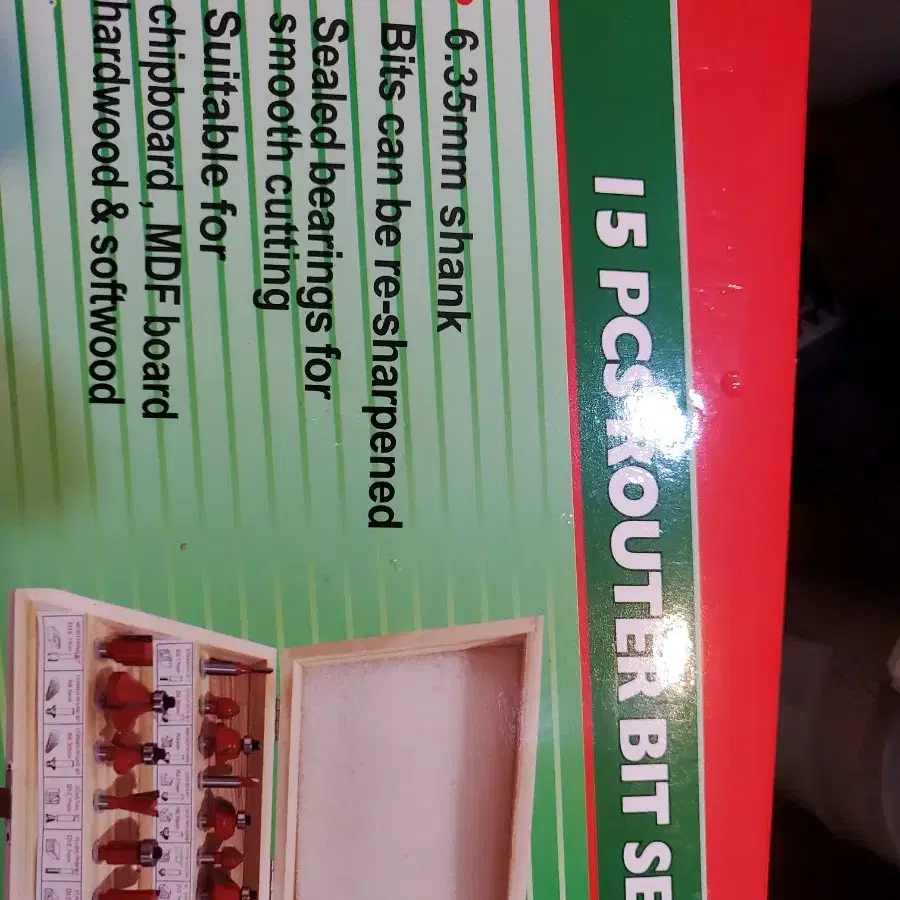 15 PCS ROUTER BIT SE
6.35mm shank
Bits can be re-sharpened
Sealed bearings for
smooth cutting
Suitable for
chipboard , MDF board
hardwood & softwood